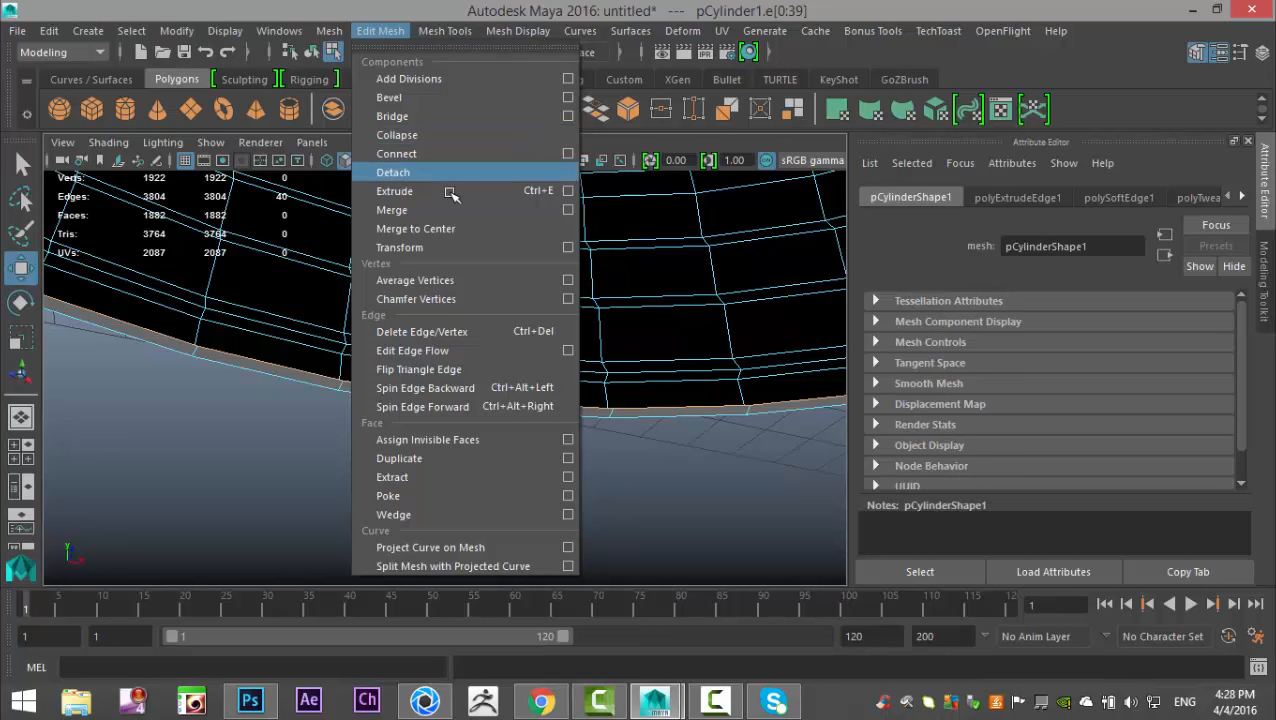 Autodesk Maya 2016: untitled*   ---   pCylinder1.e[0:39]
File Edit Create Select Modify Display Windows Mesh Edit Mesh Mesh Tools Mesh Display Curves Surfaces Deform UV Generate Cache Bonus Tools TechToast OpenFlight Help
Modeling
Curves / Surfaces Polygons Sculpting Rigging Custom XGen Bullet TURTLE KeyShot GoZBrush
View Shading Lighting Show Renderer Panels
0.00 1.00 sRGB gamma
Verts: 1922 1922 0
Edges: 3804 3804 40
Faces: 1882 1882 0
Tris: 3764 3764 0
UVs: 2087 2087 0
Components
Add Divisions
Bevel
Bridge
Collapse
Connect
Detach
Extrude Ctrl+E
Merge
Merge to Center
Transform
Vertex
Average Vertices
Chamfer Vertices
Edge
Delete Edge/Vertex Ctrl+Del
Edit Edge Flow
Flip Triangle Edge
Spin Edge Backward Ctrl+Alt+Left
Spin Edge Forward Ctrl+Alt+Right
Face
Assign Invisible Faces
Duplicate
Extract
Poke
Wedge
Curve
Project Curve on Mesh
Split Mesh with Projected Curve
Attribute Editor
List Selected Focus Attributes Show Help
pCylinderShape1 polyExtrudeEdge1 polySoftEdge1 polyTwea
Focus
Presets
mesh: pCylinderShape1
Show Hide
Tessellation Attributes
Mesh Component Display
Mesh Controls
Tangent Space
Smooth Mesh
Displacement Map
Render Stats
Object Display
Node Behavior
UUID
Notes: pCylinderShape1
Select Load Attributes Copy Tab
Attribute Editor
Modeling Toolkit
5 10 15 20 25 30 35 40 45 50 55 60 65 70 75 80 85 90 95 100 105 110 115 12
1
1
1 1 1 120 120 200 No Anim Layer No Character Set
MEL
Ps Ae Ch
MAYA
4:28 PM
4/4/2016